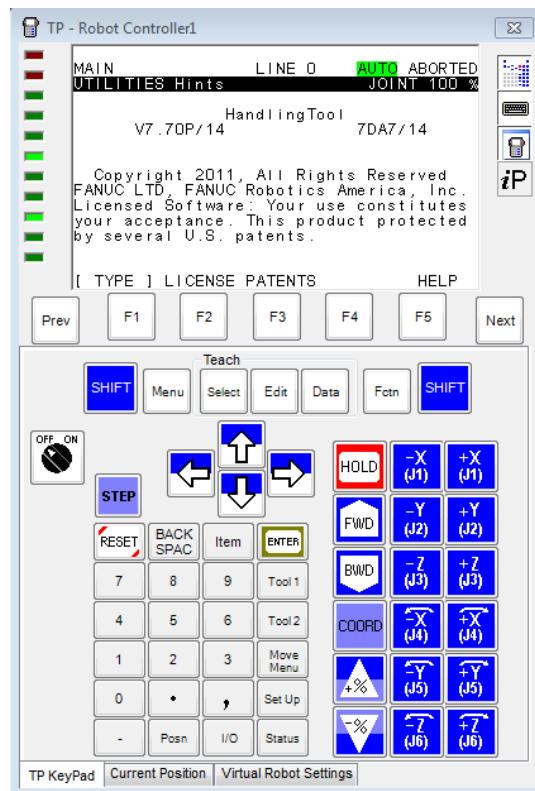 TP - Robot Controller1
MAIN LINE 0 AUTO ABORTED
UTILITIES Hints JOINT 100 %
HandlingTool
V7.70P/14 7DA7/14
Copyright 2011, All Rights Reserved
FANUC LTD, FANUC Robotics America, Inc.
Licensed Software: Your use constitutes
your acceptance. This product protected
by several U.S. patents.
[ TYPE ] LICENSE PATENTS HELP
iP
Prev F1 F2 F3 F4 F5 Next
Teach
SHIFT Menu Select Edit Data Fctn SHIFT
OFF ON
STEP
HOLD -X (J1) +X (J1)
FWD -Y (J2) +Y (J2)
RESET BACK SPAC Item ENTER
BWD -Z (J3) +Z (J3)
7 8 9 Tool 1
COORD -X (J4) +X (J4)
4 5 6 Tool 2
1 2 3 Move Menu
+% -Y (J5) +Y (J5)
0 • , Set Up
-% -Z (J6) +Z (J6)
- Posn I/O Status
TP KeyPad Current Position Virtual Robot Settings